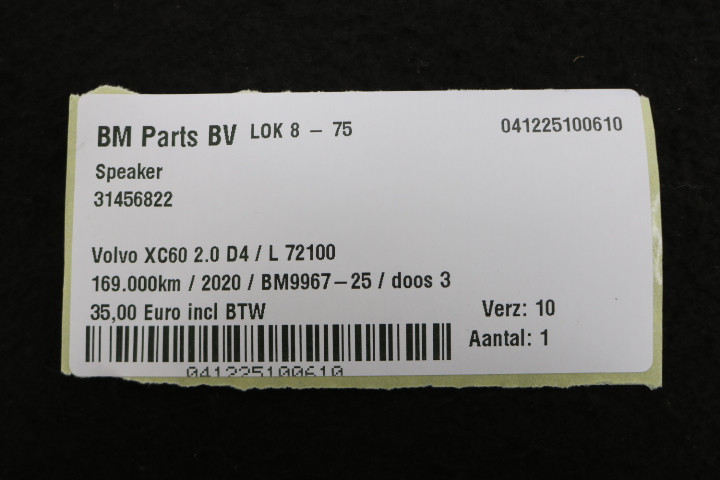 BM Parts BV LOK 8 - 75 041225100610
Speaker
31456822
Volvo XC60 2.0 D4 / L 72100
169.000km / 2020 / BM9967-25 / doos 3
35,00 Euro incl BTW Verz: 10
Aantal: 1
041225100610